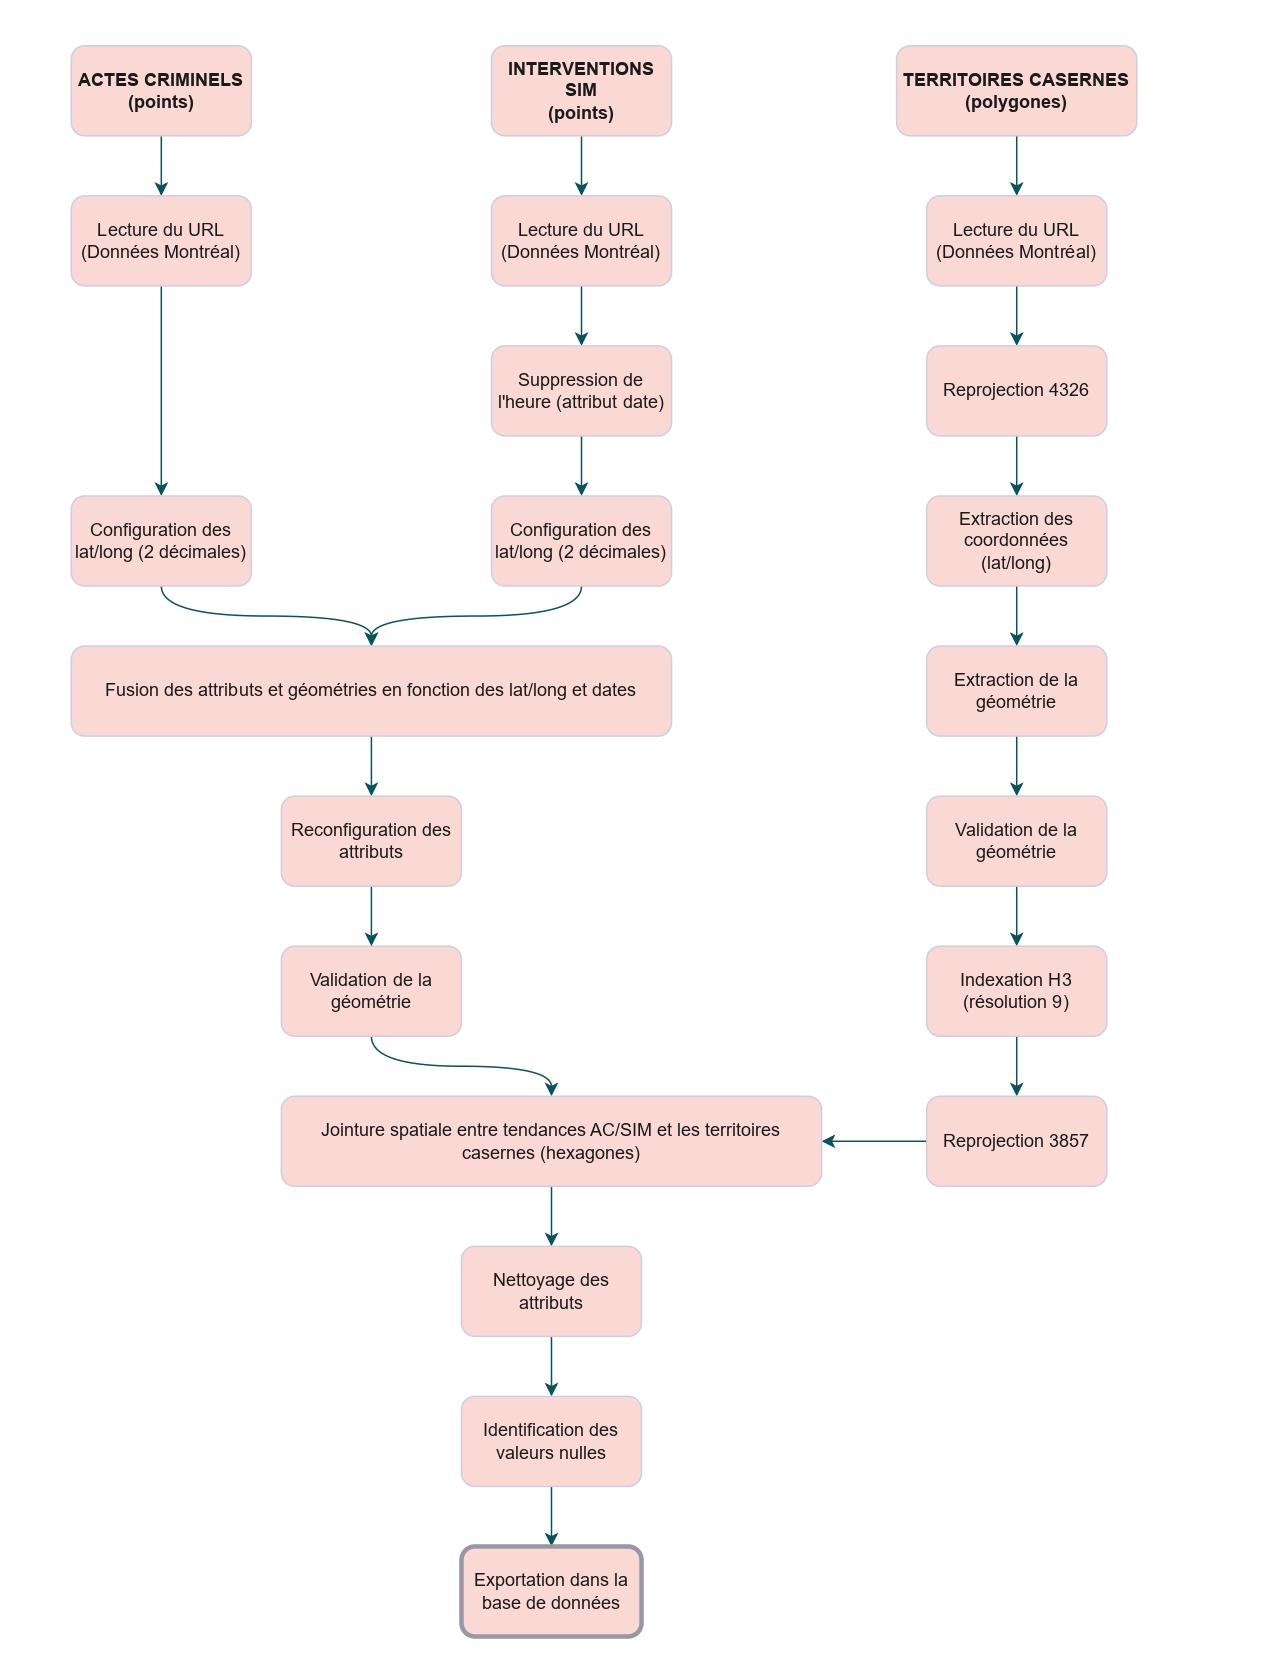 ACTES CRIMINELS
(points)
INTERVENTIONS
SIM
(points)
TERRITOIRES CASERNES
(polygones)
Lecture du URL
(Données Montréal)
Lecture du URL
(Données Montréal)
Lecture du URL
(Données Montréal)
Suppression de
l'heure (attribut date)
Reprojection 4326
Configuration des
lat/long (2 décimales)
Configuration des
lat/long (2 décimales)
Extraction des
coordonnées
(lat/long)
Fusion des attributs et géométries en fonction des lat/long et dates
Extraction de la
géométrie
Reconfiguration des
attributs
Validation de la
géométrie
Validation de la
géométrie
Indexation H3
(résolution 9)
Jointure spatiale entre tendances AC/SIM et les territoires
casernes (hexagones)
Reprojection 3857
Nettoyage des
attributs
Identification des
valeurs nulles
Exportation dans la
base de données